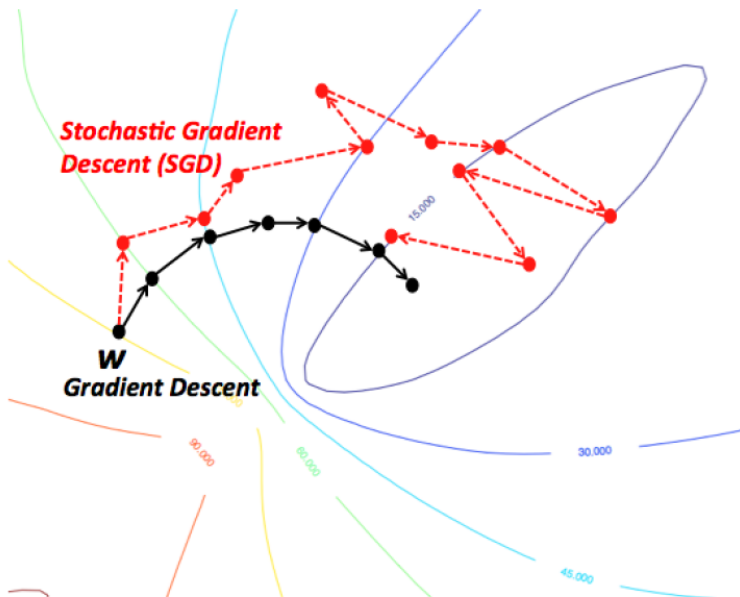 Stochastic Gradient
Descent (SGD)
15.000
W
Gradient Descent
90.000
60.000
30.000
45.000